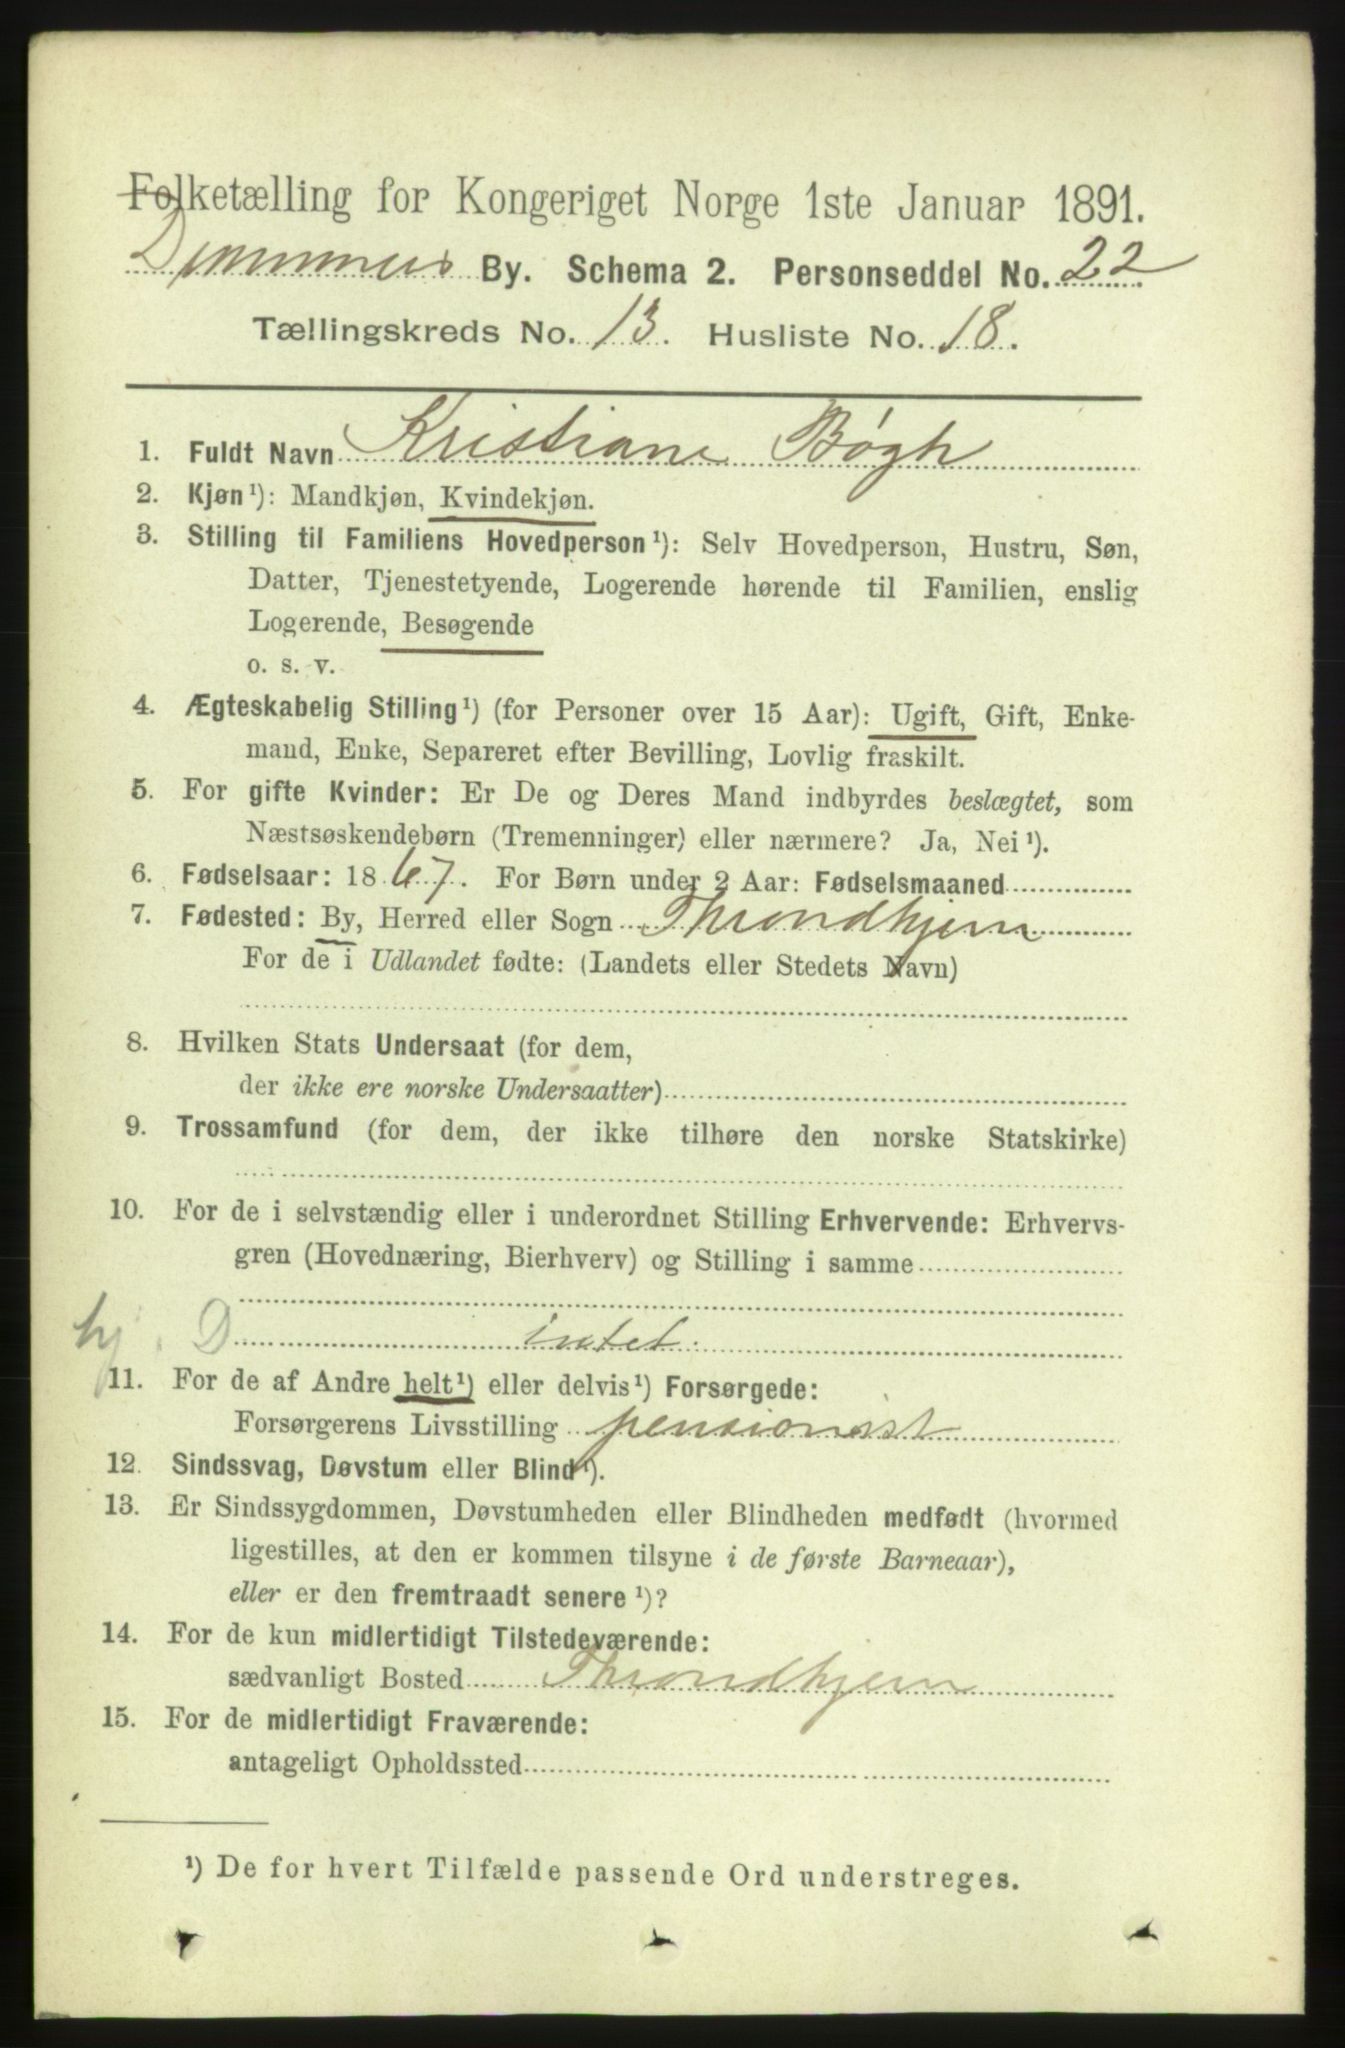 Folketælling for Kongeriget Norge 1ste Januar 1891.
By. Schema 2. Personseddel No. 22
Tællingskreds No. 13. Husliste No. 18.
1. Fuldt Navn Kristiane Bøgh
2. Kjøn¹): Mandkjøn, Kvindekjøn.
3. Stilling til Familiens Hovedperson¹): Selv Hovedperson, Hustru, Søn,
Datter, Tjenestetyende, Logerende hørende til Familien, enslig
Logerende, Besøgende
o. s. v.
4. Ægteskabelig Stilling¹) (for Personer over 15 Aar): Ugift, Gift, Enke-
mand, Enke, Separeret efter Bevilling, Lovlig fraskilt.
5. For gifte Kvinder: Er De og Deres Mand indbyrdes beslægtet, som
Næstsøskendebørn (Tremenninger) eller nærmere? Ja, Nei¹).
6. Fødselsaar: 1867. For Børn under 2 Aar: Fødselsmaaned
7. Fødested: By, Herred eller Sogn Throndhjem
For de i Udlandet fødte: (Landets eller Stedets Navn)
8. Hvilken Stats Undersaat (for dem,
der ikke ere norske Undersaatter)
9. Trossamfund (for dem, der ikke tilhøre den norske Statskirke)
10. For de i selvstændig eller i underordnet Stilling Erhvervende: Erhvervs-
gren (Hovednæring, Bierhverv) og Stilling i samme
hj. D intet.
11. For de af Andre helt¹) eller delvis¹) Forsørgede:
Forsørgerens Livsstilling pensionist
12. Sindssvag, Døvstum eller Blind¹).
13. Er Sindssygdommen, Døvstumheden eller Blindheden medfødt (hvormed
ligestilles, at den er kommen tilsyne i de første Barneaar),
eller er den fremtraadt senere¹)?
14. For de kun midlertidigt Tilstedeværende:
sædvanligt Bosted Throndhjem
15. For de midlertidigt Fraværende:
antageligt Opholdssted
¹) De for hvert Tilfælde passende Ord understreges.